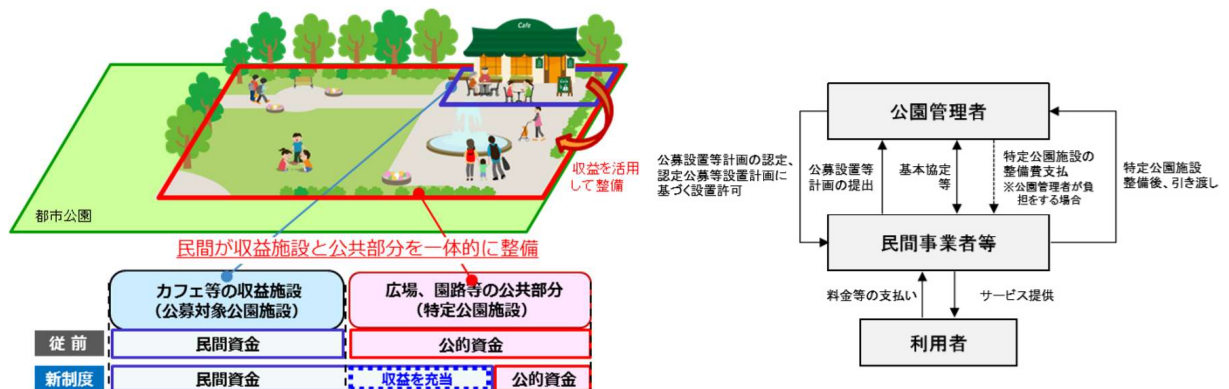 Cafe
収益を活用
して整備
都市公園
民間が収益施設と公共部分を一体的に整備
カフェ等の収益施設
(公募対象公園施設)
広場、園路等の公共部分
(特定公園施設)
従前
民間資金
公的資金
新制度
民間資金
収益を充当
公的資金
公園管理者
公募設置等計画の認定、
認定公募等設置計画に
基づく設置許可
公募設置等
計画の提出
基本協定
等
特定公園施設の
整備費支払
※公園管理者が負
担をする場合
特定公園施設
整備後、引き渡し
民間事業者等
料金等の支払い
サービス提供
利用者